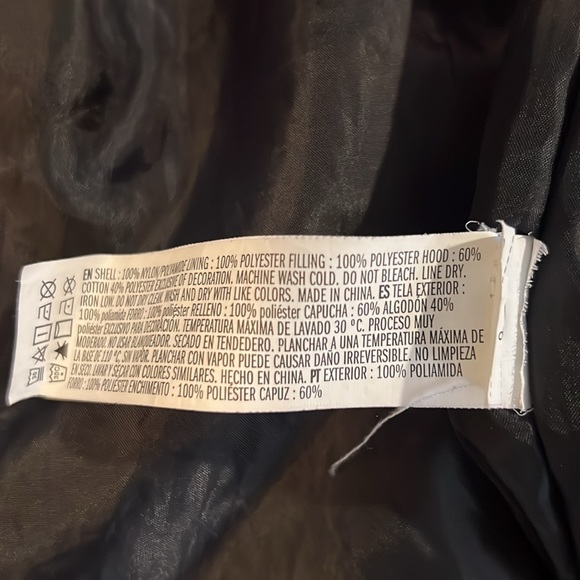 EN SHELL : 100% NYLON POLYAMIDE LINING : 100% POLYESTER FILLING : 100% POLYESTER HOOD : 60%
COTTON 40% POLYESTER EXCLUSIVE OF DECORATION. MACHINE WASH COLD. DO NOT BLEACH. LINE DRY.
IRON LOW. DO NOT DRY CLEAN. WASH AND DRY WITH LIKE COLORS. MADE IN CHINA. ES TELA EXTERIOR :
100% poliamida FORRO : 100% poliéster RELLENO : 100% poliéster CAPUCHA : 60% ALGODÓN 40%
poliéster EXCLUSIVO PARA DECORACIÓN. TEMPERATURA MÁXIMA DE LAVADO 30 °C. PROCESO MUY
MODERADO. NO USAR BLANQUEADOR. SECADO EN TENDEDERO. PLANCHAR A UNA TEMPERATURA MÁXIMA DE
LA BASE DE 110 °C, SIN VAPOR. PLANCHAR CON VAPOR PUEDE CAUSAR DAÑO IRREVERSIBLE. NO LIMPIEZA
EN SECO. LAVAR Y SECAR CON COLORES SIMILARES. HECHO EN CHINA. PT EXTERIOR : 100% POLIAMIDA
FORRO : 100% POLIÉSTER ENCHIMENTO : 100% POLIÉSTER CAPUZ : 60%